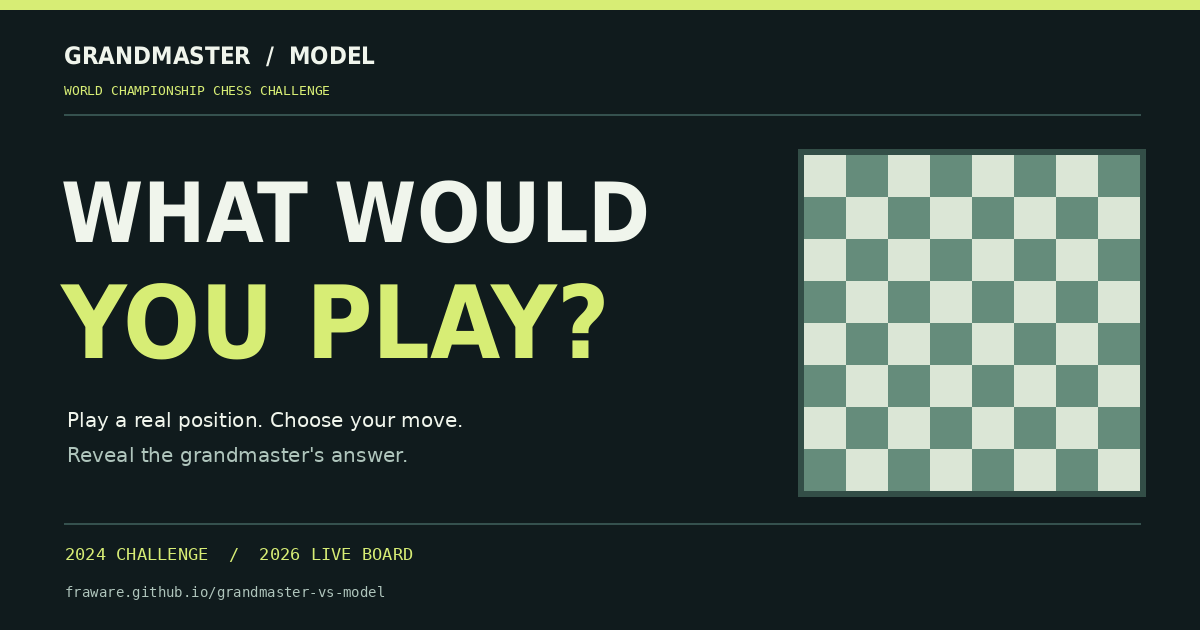 GRANDMASTER / MODEL
WORLD CHAMPIONSHIP CHESS CHALLENGE
WHAT WOULD
YOU PLAY?
Play a real position. Choose your move.
Reveal the grandmaster's answer.
2024 CHALLENGE / 2026 LIVE BOARD
fraware.github.io/grandmaster-vs-model